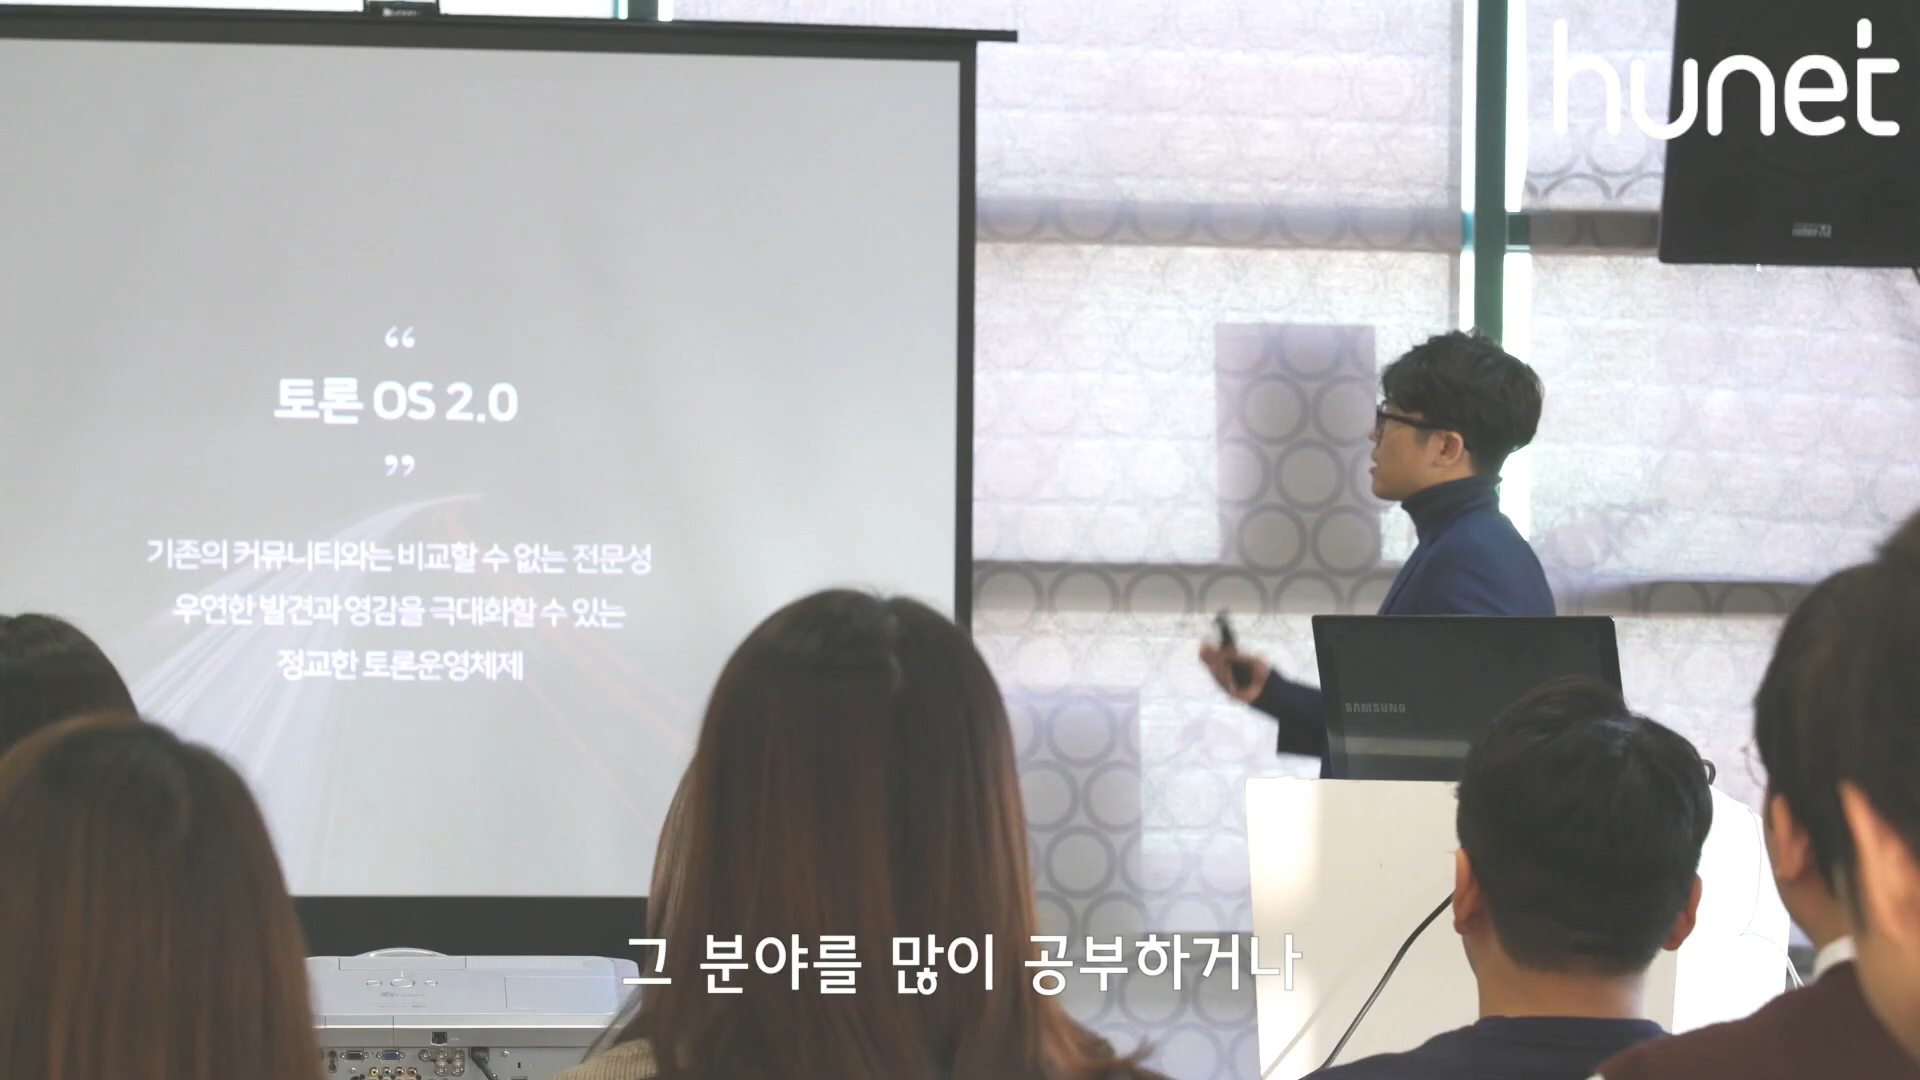 hunet
“
토론 OS 2.0
”
기존의 커뮤니티와는 비교할 수 없는 전문성
우연한 발견과 영감을 극대화할 수 있는
정교한 토론운영체제
SAMSUNG
그 분야를 많이 공부하거나